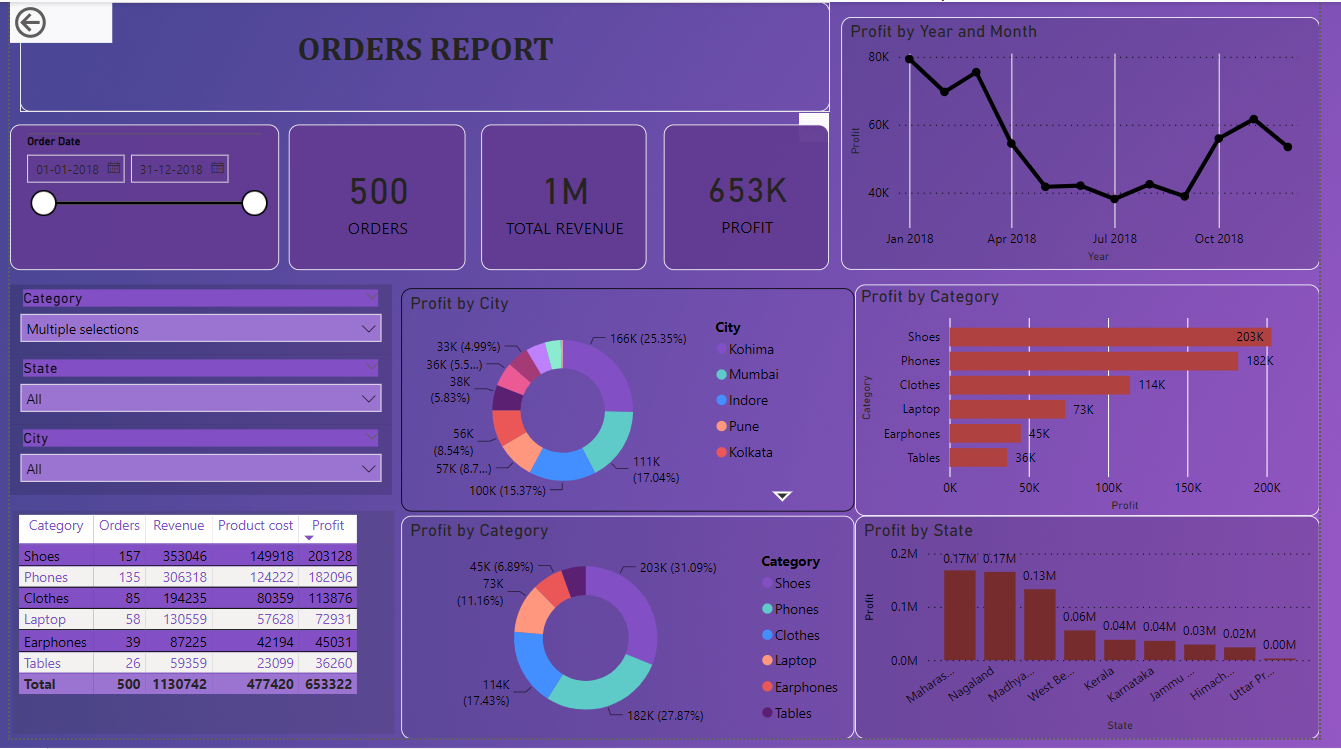 ORDERS REPORT
Order Date
01-01-2018
31-12-2018
500
ORDERS
1M
TOTAL REVENUE
653K
PROFIT
Profit by Year and Month
80K
60K
40K
Profit
Jan 2018 Apr 2018 Jul 2018 Oct 2018
Year
Category
Multiple selections
State
All
City
All
Category Orders Revenue Product cost Profit
Shoes 157 353046 149918 203128
Phones 135 306318 124222 182096
Clothes 85 194235 80359 113876
Laptop 58 130559 57628 72931
Earphones 39 87225 42194 45031
Tables 26 59359 23099 36260
Total 500 1130742 477420 653322
Profit by City
166K (25.35%)
111K
(17.04%)
100K (15.37%)
57K (8.7...)
56K
(8.54%)
38K
(5.83%)
36K (5.5...)
33K (4.99%)
City
Kohima
Mumbai
Indore
Pune
Kolkata
Profit by Category
Shoes 203K
Phones 182K
Clothes 114K
Laptop 73K
Earphones 45K
Tables 36K
Category
0K 50K 100K 150K 200K
Profit
Profit by Category
203K (31.09%)
182K (27.87%)
114K
(17.43%)
73K
(11.16%)
45K (6.89%)
Category
Shoes
Phones
Clothes
Laptop
Earphones
Tables
Profit by State
0.2M
0.1M
0.0M
Profit
0.17M 0.17M 0.13M 0.06M 0.04M 0.04M 0.03M 0.02M 0.00M
Maharas... Nagaland Madhya... West Be... Kerala Karnataka Jammu ... Himach... Uttar Pr...
State